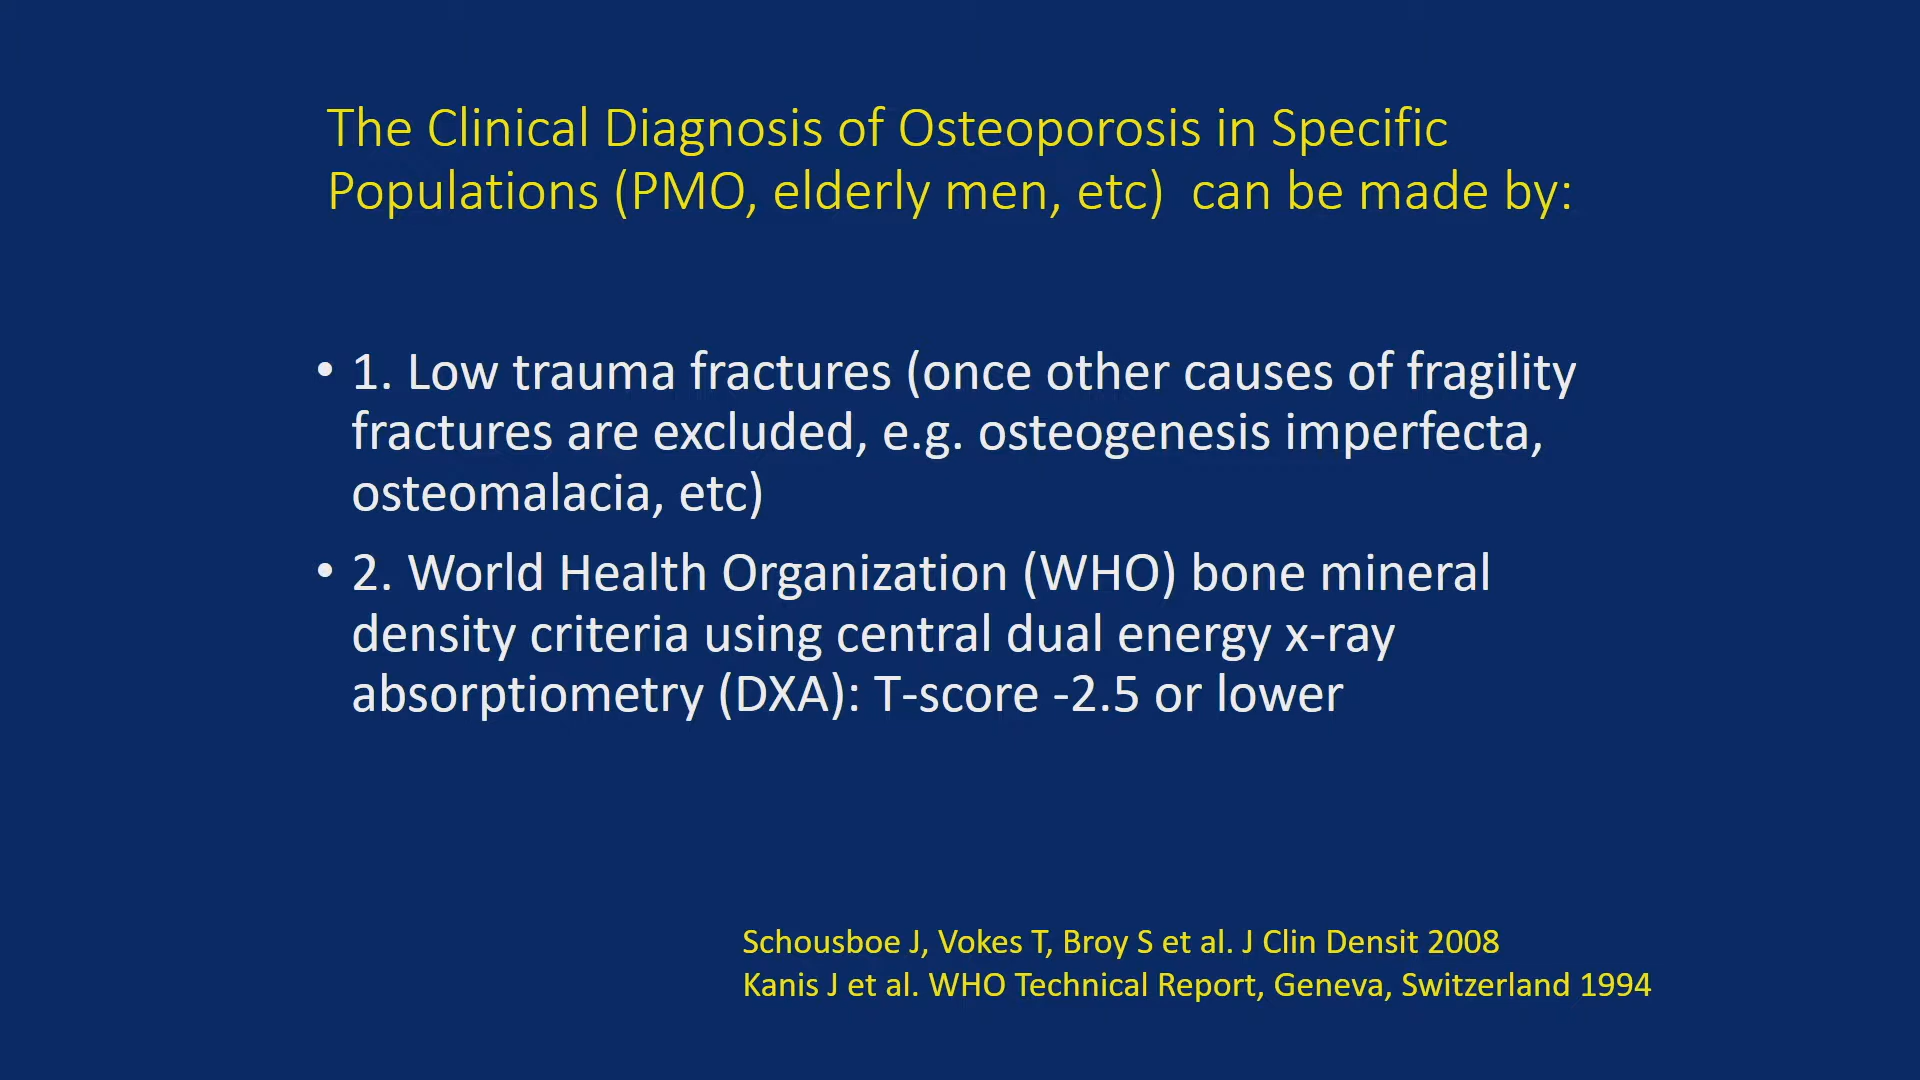 The Clinical Diagnosis of Osteoporosis in Specific
Populations (PMO, elderly men, etc)  can be made by:
• 1. Low trauma fractures (once other causes of fragility
fractures are excluded, e.g. osteogenesis imperfecta,
osteomalacia, etc)
• 2. World Health Organization (WHO) bone mineral
density criteria using central dual energy x-ray
absorptiometry (DXA): T-score -2.5 or lower
Schousboe J, Vokes T, Broy S et al. J Clin Densit 2008
Kanis J et al. WHO Technical Report, Geneva, Switzerland 1994